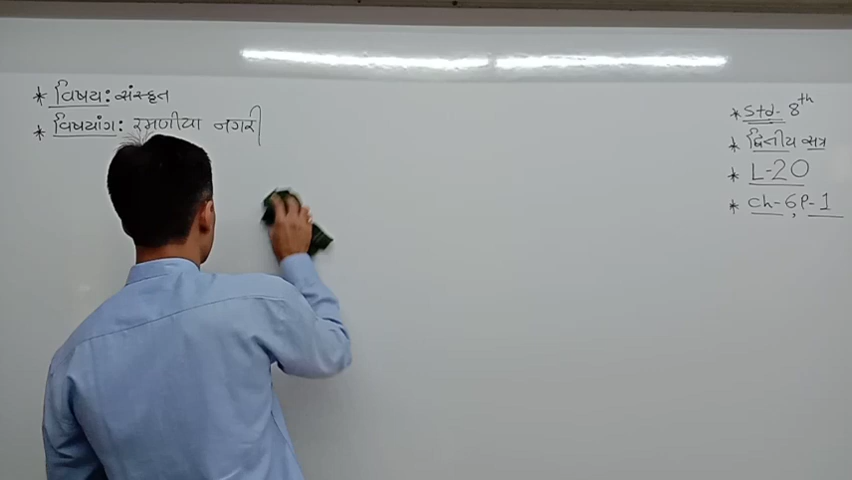 * વિષય: સંસ્કૃત
* વિષયાંગ: રમણીયા નગરી
* Std- 8th
* દ્વિતીય સત્ર
* L-20
* Ch-6, P-1